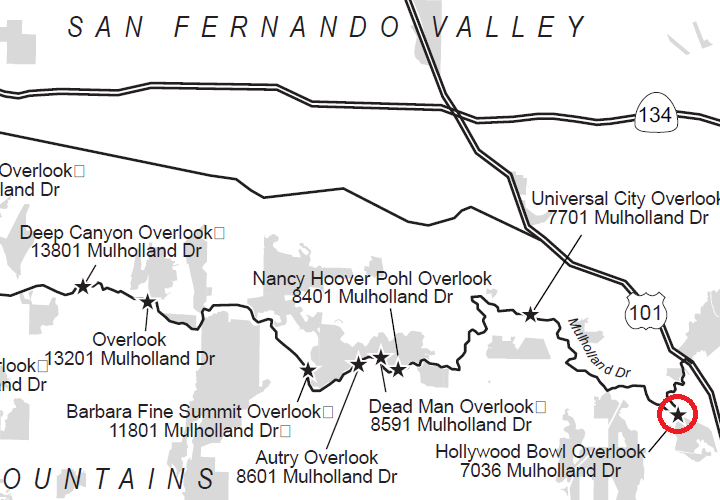 SAN FERNANDO VALLEY
134
Overlook
land Dr
Universal City Overlook
7701 Mulholland Dr
Deep Canyon Overlook
13801 Mulholland Dr
Nancy Hoover Pohl Overlook
8401 Mulholland Dr
101
Overlook
13201 Mulholland Dr
Mulholland Dr
rlook
nd Dr
Barbara Fine Summit Overlook
11801 Mulholland Dr
Dead Man Overlook
8591 Mulholland Dr
Autry Overlook
8601 Mulholland Dr
Hollywood Bowl Overlook
7036 Mulholland Dr
OUNTAINS